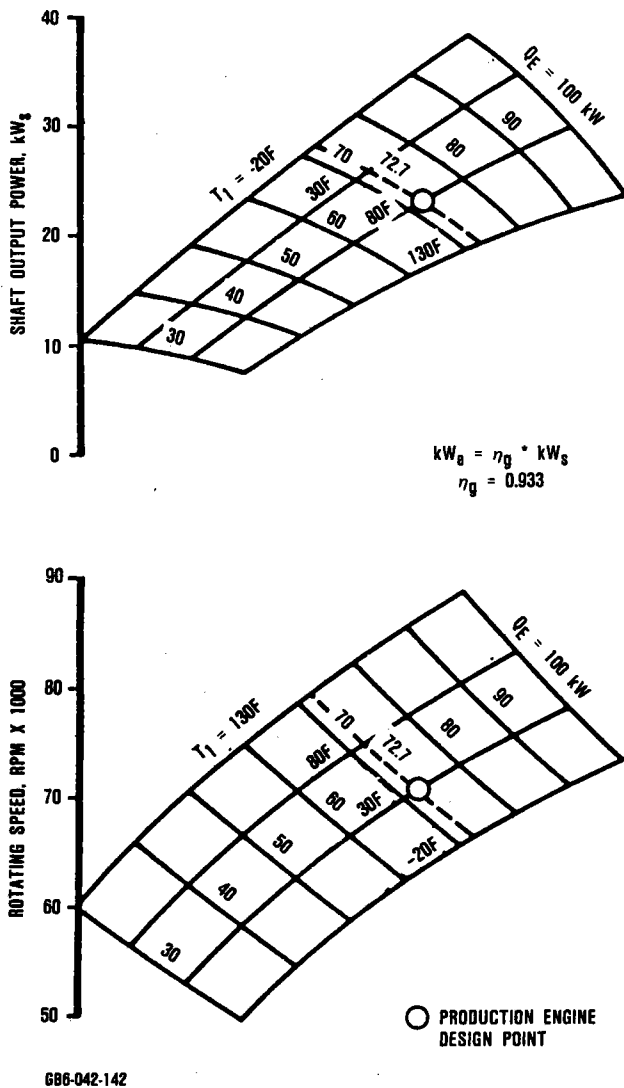 40
30
20
10
0
SHAFT OUTPUT POWER, kWs
T1 = -20F
30F
80F
130F
QE = 100 kW
90
80
72.7
70
60
50
40
30
kWa = ηg * kWs
ηg = 0.933
90
80
70
60
50
ROTATING SPEED, RPM X 1000
T1 = 130F
80F
30F
-20F
QE = 100 kW
90
80
72.7
70
60
50
40
30
PRODUCTION ENGINE
DESIGN POINT
GB6-042-142